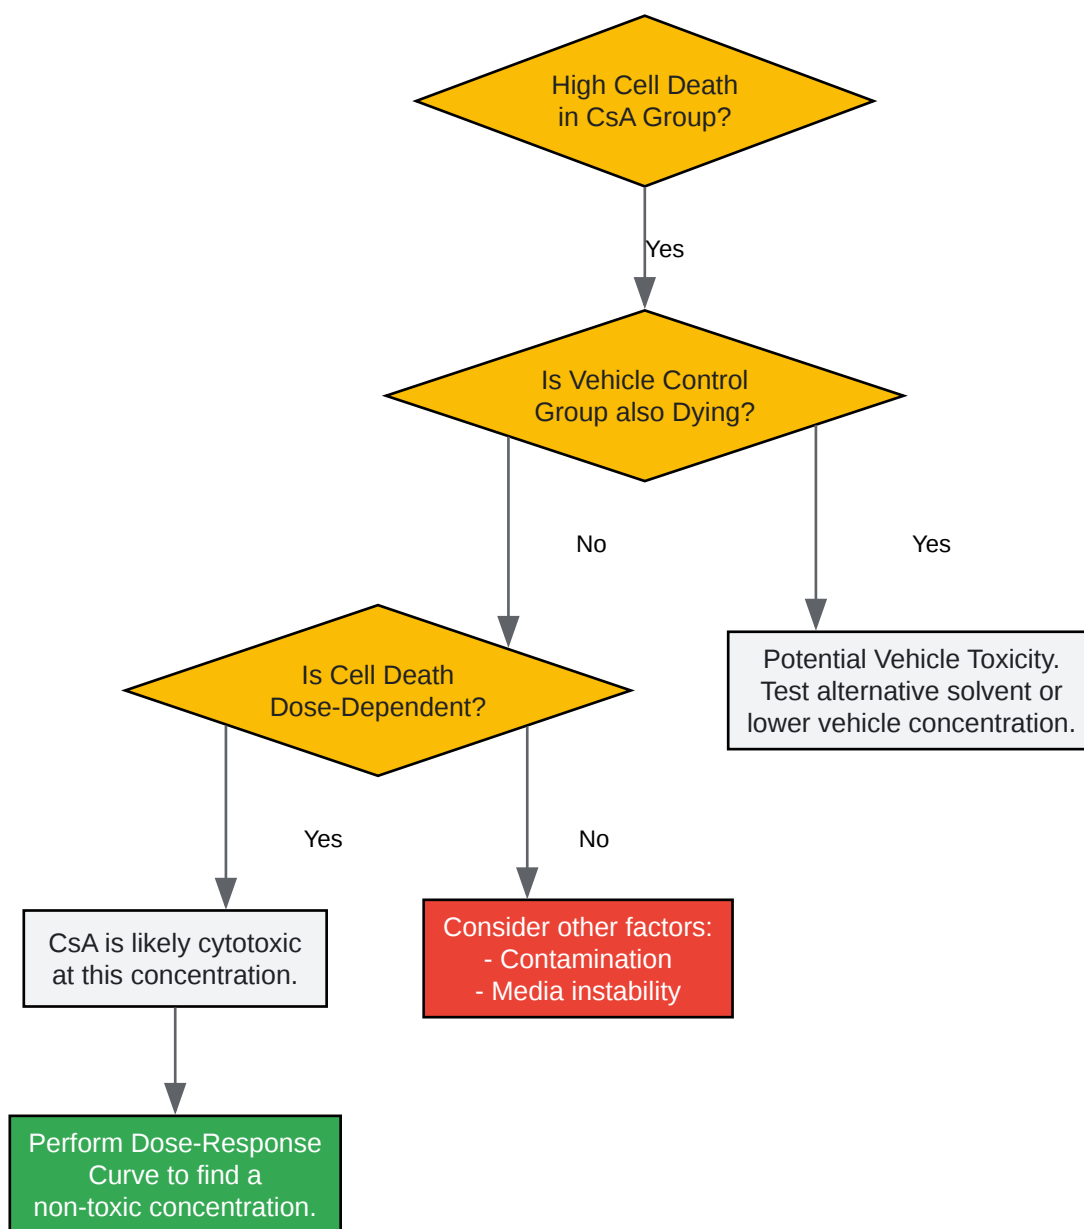 High Cell Death
in CsA Group?
Yes
Is Vehicle Control
Group also Dying?
No
Yes
Is Cell Death
Dose-Dependent?
Potential Vehicle Toxicity.
Test alternative solvent or
lower vehicle concentration.
Yes
No
CsA is likely cytotoxic
at this concentration.
Consider other factors:
- Contamination
- Media instability
Perform Dose-Response
Curve to find a
non-toxic concentration.